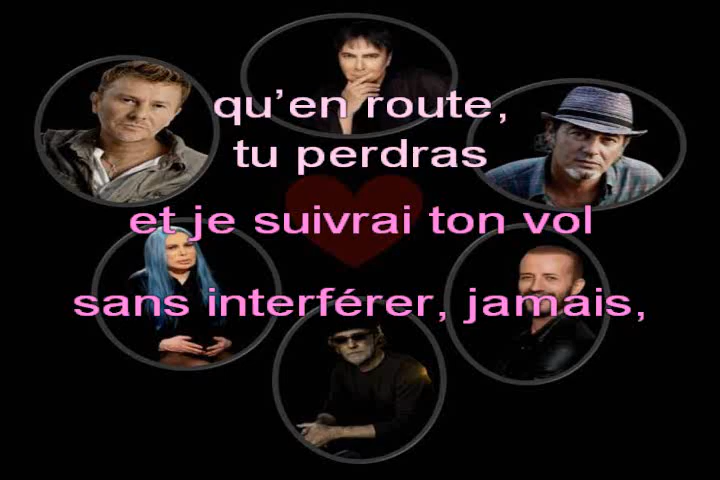 qu’en route,
tu perdras
et je suivrai ton vol
sans interférer, jamais,